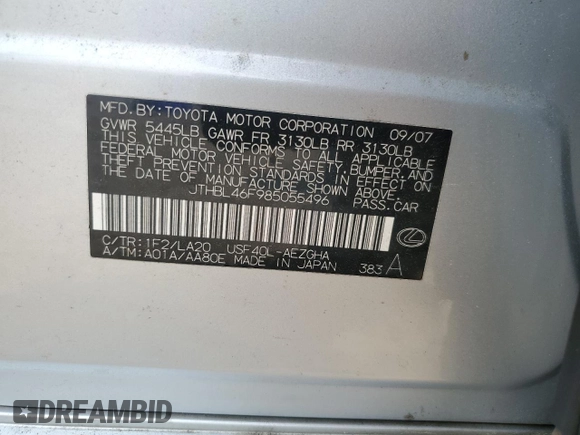 MFD.BY:TOYOTA MOTOR CORPORATION 09/07
GVWR 5445LB GAWR FR 3130LB RR 3130LB
THIS VEHICLE CONFORMS TO ALL APPLICABLE
FEDERAL MOTOR VEHICLE SAFETY,BUMPER,AND
THEFT PREVENTION STANDARDS IN EFFECT ON
THE DATE OF MANUFACTURE SHOWN ABOVE.
JTHBL46F985055496 PASS.CAR
C/TR:1F2/LA20 USF40L-AEZGHA
A/TM:A01A/AA80E MADE IN JAPAN 383 A
DREAMBID